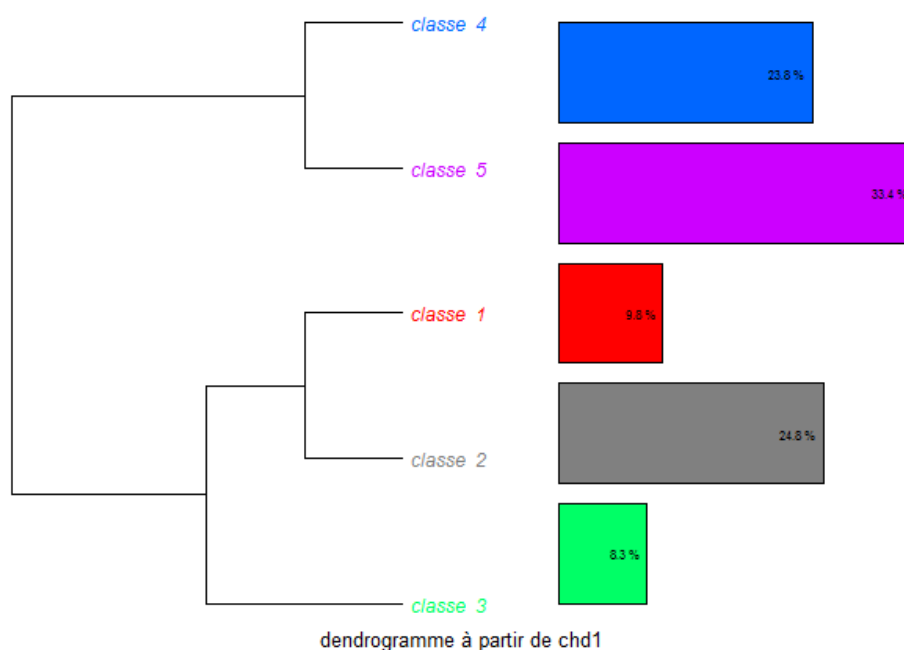 classe 4
23.8 %
classe 5
33.4 %
classe 1
9.8 %
classe 2
24.8 %
classe 3
8.3 %
dendrogramme à partir de chd1